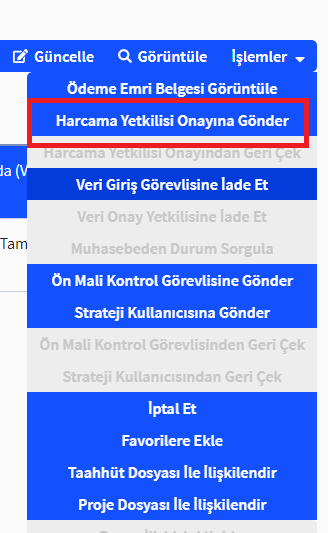 Güncelle Görüntüle İşlemler
Ödeme Emri Belgesi Görüntüle
Harcama Yetkilisi Onayına Gönder
Harcama Yetkilisi Onayından Geri Çek
da (V
Veri Giriş Görevlisine İade Et
Veri Onay Yetkilisine İade Et
Tam
Muhasebeden Durum Sorgula
Ön Mali Kontrol Görevlisine Gönder
Strateji Kullanıcısına Gönder
Ön Mali Kontrol Görevlisinden Geri Çek
Strateji Kullanıcısından Geri Çek
İptal Et
Favorilere Ekle
Taahhüt Dosyası İle İlişkilendir
Proje Dosyası İle İlişkilendir